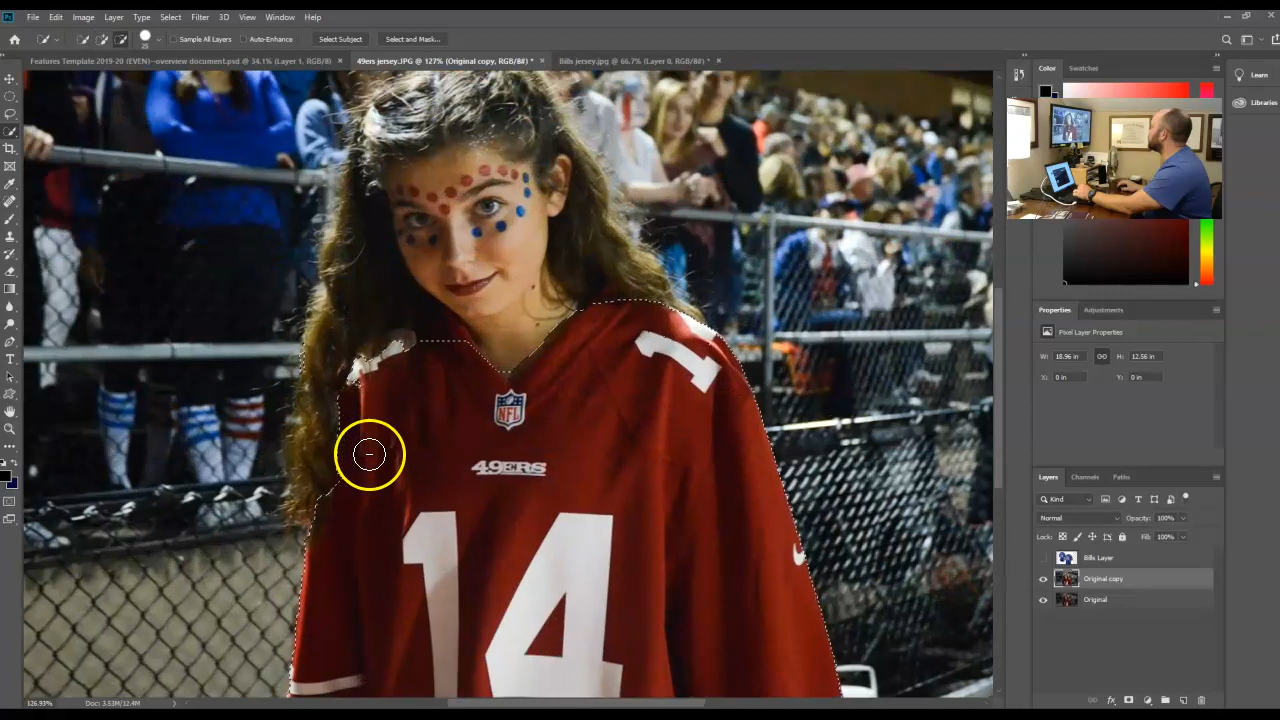 Ps File Edit Image Layer Type Select Filter 3D View Window Help
25 Sample All Layers Auto-Enhance Select Subject Select and Mask...
Features Template 2019-20 (EVEN)--overview document.psd @ 34.1% (Layer 1, RGB/8) × 49ers jersey.JPG @ 127% (Original copy, RGB/8#) * × Bills jersey.jpg @ 66.7% (Layer 0, RGB/8#) * ×
Color Swatches
Learn
Libraries
Properties Adjustments
Pixel Layer Properties
W: 18.96 in H: 12.56 in
X: 0 in Y: 0 in
Layers Channels Paths
Kind
Normal Opacity: 100%
Lock: Fill: 100%
Bills Layer
Original copy
Original
1
NFL
49ERS
14
126.93% Doc: 3.53M/12.4M